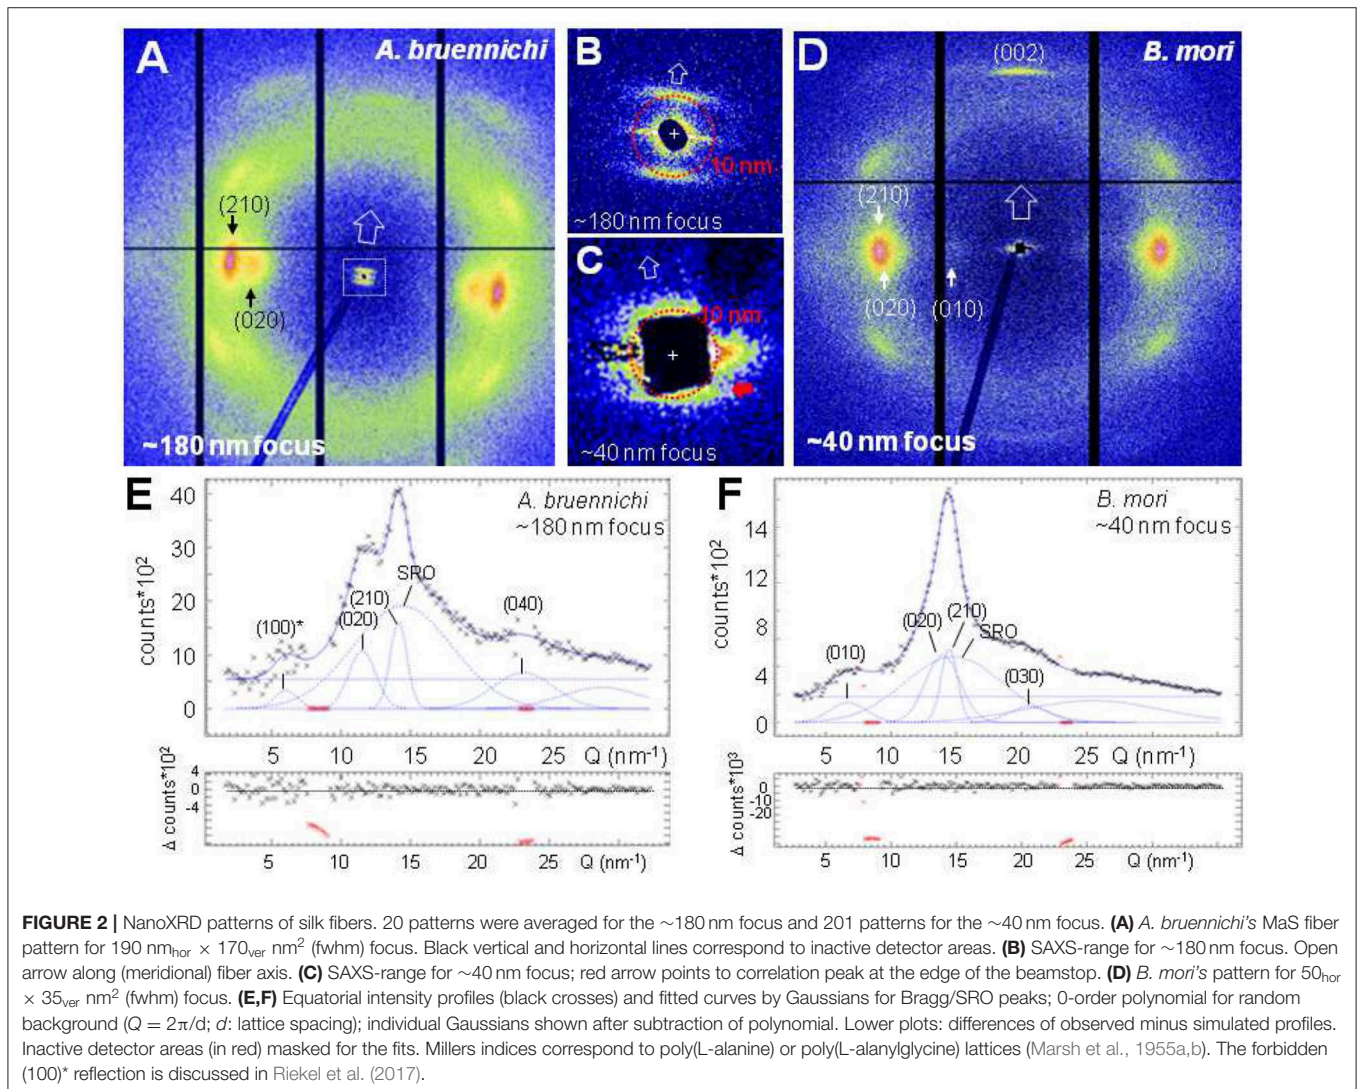 A
A. bruennichi
(210)
(020)
~180 nm focus
B
10 nm
~180 nm focus
C
10 nm
~40 nm focus
D
B. mori
(002)
(210)
(020)
(010)
~40 nm focus
E
A. bruennichi
~180 nm focus
counts*10²
40
30
20
10
0
(100)*
(020)
(210)
SRO
(040)
5
10
15
20
25
Q (nm⁻¹)
Δ counts*10²
4
0
-4
5
10
15
20
25
Q (nm⁻¹)
F
B. mori
~40 nm focus
counts*10²
14
12
8
4
0
(010)
(020)
(210)
SRO
(030)
5
10
15
20
25
Q (nm⁻¹)
Δ counts*10³
0
-10
-20
5
10
15
20
25
Q (nm⁻¹)
FIGURE 2 | NanoXRD patterns of silk fibers. 20 patterns were averaged for the ∼180 nm focus and 201 patterns for the ∼40 nm focus. (A) A. bruennichi's MaS fiber
pattern for 190 nmhor × 170ver nm² (fwhm) focus. Black vertical and horizontal lines correspond to inactive detector areas. (B) SAXS-range for ∼180 nm focus. Open
arrow along (meridional) fiber axis. (C) SAXS-range for ∼40 nm focus; red arrow points to correlation peak at the edge of the beamstop. (D) B. mori's pattern for 50hor
× 35ver nm² (fwhm) focus. (E,F) Equatorial intensity profiles (black crosses) and fitted curves by Gaussians for Bragg/SRO peaks; 0-order polynomial for random
background (Q = 2π/d; d: lattice spacing); individual Gaussians shown after subtraction of polynomial. Lower plots: differences of observed minus simulated profiles.
Inactive detector areas (in red) masked for the fits. Millers indices correspond to poly(L-alanine) or poly(L-alanylglycine) lattices (Marsh et al., 1955a,b). The forbidden
(100)* reflection is discussed in Riekel et al. (2017).